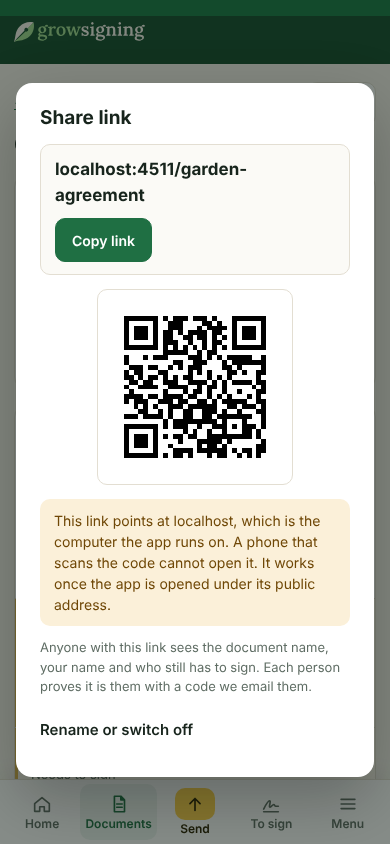 growsigning
Share link
localhost:4511/garden-
agreement
Copy link
This link points at localhost, which is the
computer the app runs on. A phone that
scans the code cannot open it. It works
once the app is opened under its public
address.
Anyone with this link sees the document name,
your name and who still has to sign. Each person
proves it is them with a code we email them.
Rename or switch off
Home
Documents
Send
To sign
Menu